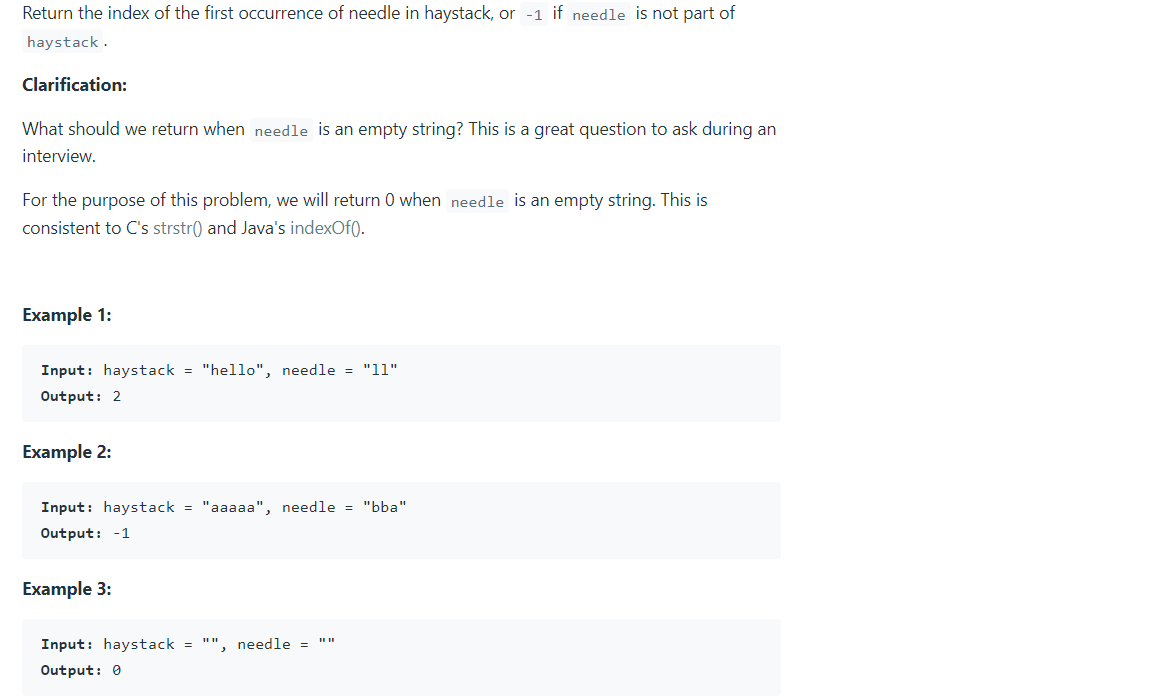 Return the index of the first occurrence of needle in haystack, or -1 if needle is not part of
haystack.
Clarification:
What should we return when needle is an empty string? This is a great question to ask during an
interview.
For the purpose of this problem, we will return 0 when needle is an empty string. This is
consistent to C's strstr() and Java's indexOf().
Example 1:
Input: haystack = "hello", needle = "ll"
Output: 2
Example 2:
Input: haystack = "aaaaa", needle = "bba"
Output: -1
Example 3:
Input: haystack = "", needle = ""
Output: 0